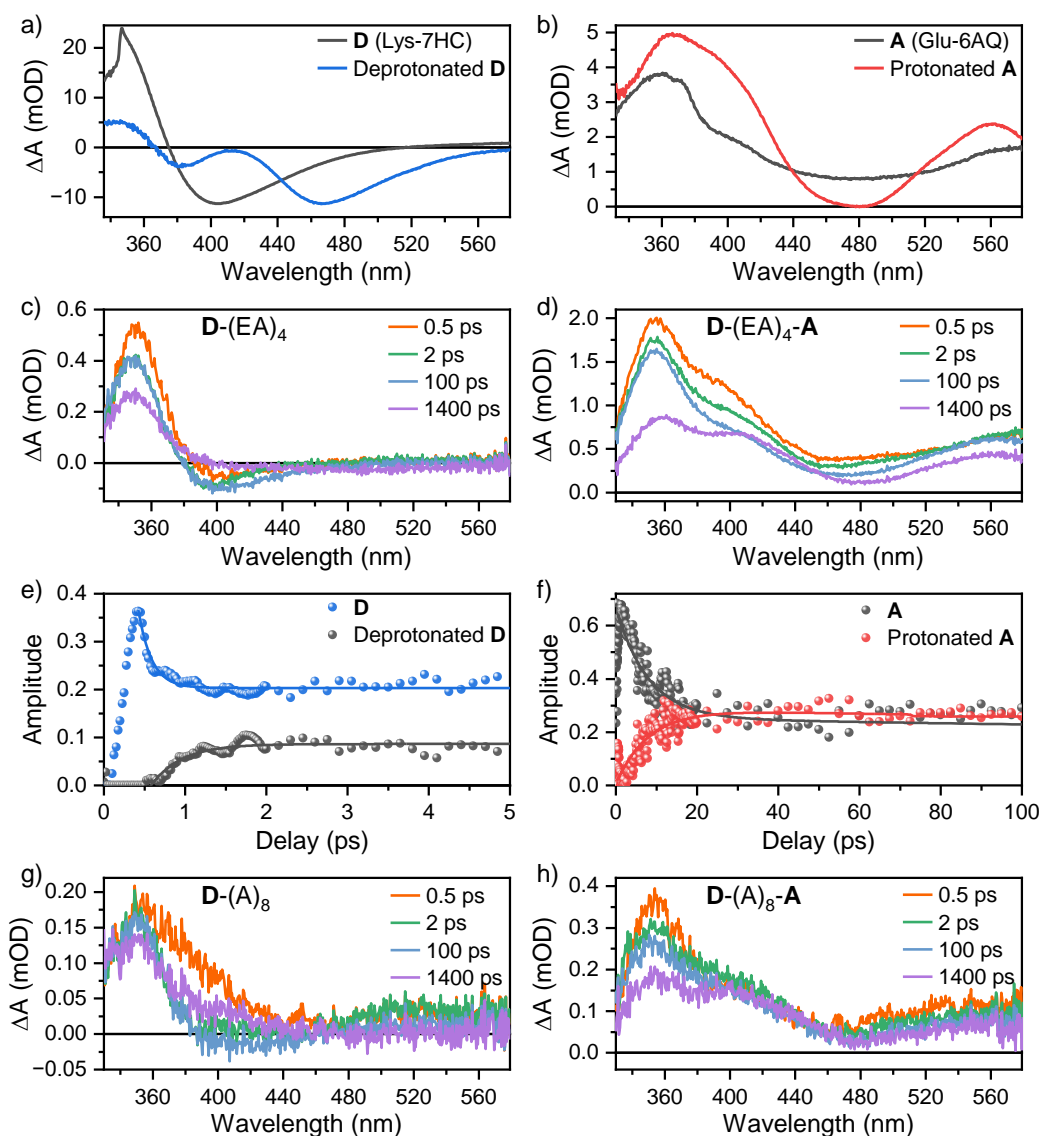 a)
D (Lys-7HC)
Deprotonated D
ΔA (mOD)
20
10
0
−10
360 400 440 480 520 560
Wavelength (nm)
b)
A (Glu-6AQ)
Protonated A
ΔA (mOD)
5
4
3
2
1
0
360 400 440 480 520 560
Wavelength (nm)
c)
D-(EA)₄
0.5 ps
2 ps
100 ps
1400 ps
ΔA (mOD)
0.6
0.4
0.2
0.0
360 400 440 480 520 560
Wavelength (nm)
d)
D-(EA)₄-A
0.5 ps
2 ps
100 ps
1400 ps
ΔA (mOD)
2.0
1.5
1.0
0.5
0.0
360 400 440 480 520 560
Wavelength (nm)
e)
D
Deprotonated D
Amplitude
0.4
0.3
0.2
0.1
0.0
0 1 2 3 4 5
Delay (ps)
f)
A
Protonated A
Amplitude
0.6
0.4
0.2
0.0
0 20 40 60 80 100
Delay (ps)
g)
D-(A)₈
0.5 ps
2 ps
100 ps
1400 ps
ΔA (mOD)
0.20
0.15
0.10
0.05
0.00
−0.05
360 400 440 480 520 560
Wavelength (nm)
h)
D-(A)₈-A
0.5 ps
2 ps
100 ps
1400 ps
ΔA (mOD)
0.5
0.4
0.3
0.2
0.1
0.0
360 400 440 480 520 560
Wavelength (nm)